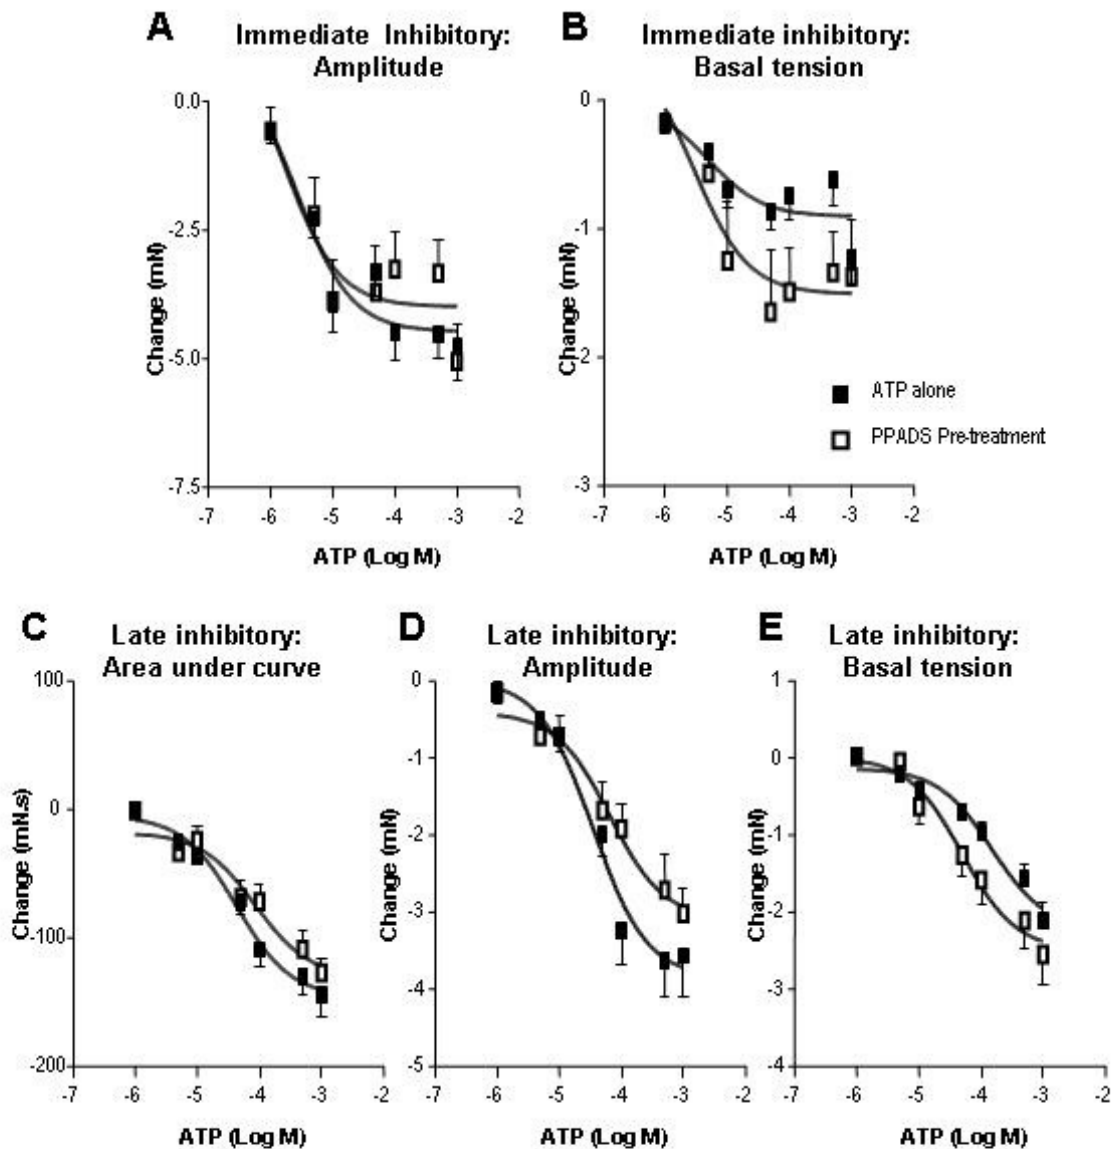 A
Immediate Inhibitory:
Amplitude
0.0
-2.5
-5.0
-7.5
Change (mN)
-7 -6 -5 -4 -3 -2
ATP (Log M)
B
Immediate inhibitory:
Basal tension
0
-1
-2
-3
Change (mN)
-7 -6 -5 -4 -3 -2
ATP (Log M)
ATP alone
PPADS Pre-treatment
C
Late inhibitory:
Area under curve
100
0
-100
-200
Change (mN.s)
-7 -6 -5 -4 -3 -2
ATP (Log M)
D
Late inhibitory:
Amplitude
0
-1
-2
-3
-4
-5
Change (mN)
-7 -6 -5 -4 -3 -2
ATP (Log M)
E
Late inhibitory:
Basal tension
1
0
-1
-2
-3
-4
Change (mN)
-7 -6 -5 -4 -3 -2
ATP (Log M)